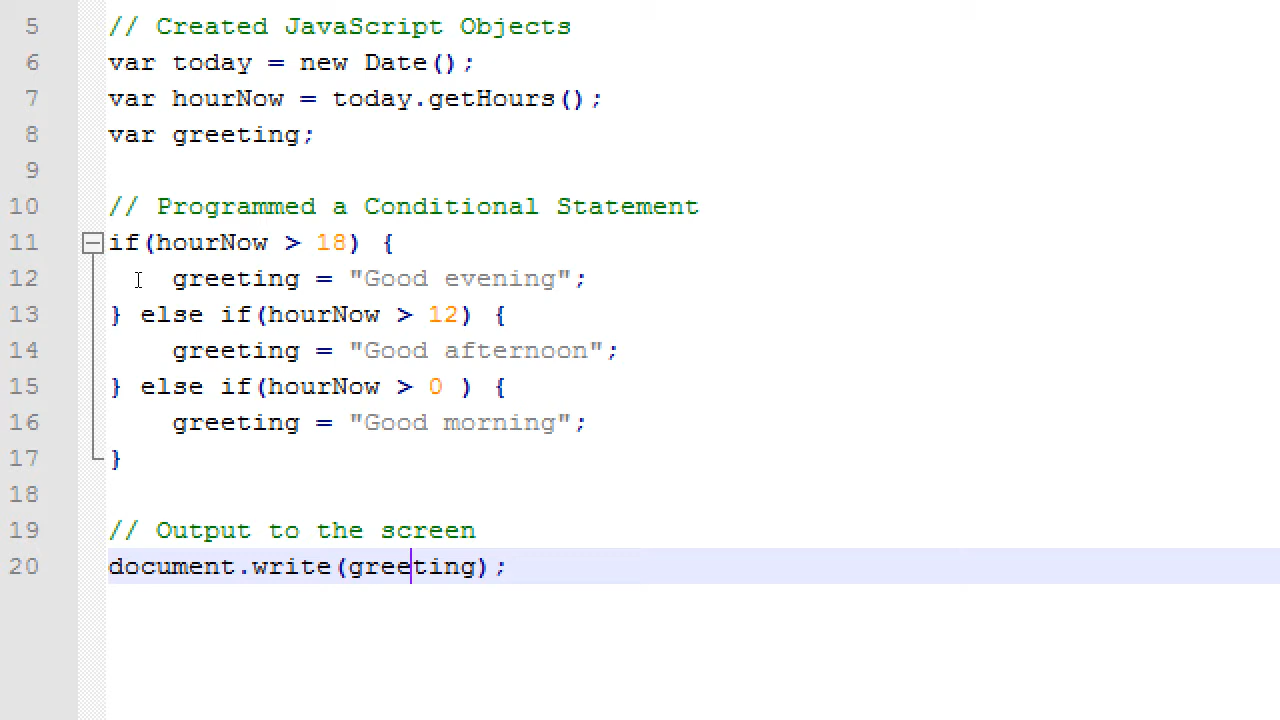 5 // Created JavaScript Objects
6 var today = new Date();
7 var hourNow = today.getHours();
8 var greeting;
9
10 // Programmed a Conditional Statement
11 if(hourNow > 18) {
12 greeting = "Good evening";
13 } else if(hourNow > 12) {
14 greeting = "Good afternoon";
15 } else if(hourNow > 0 ) {
16 greeting = "Good morning";
17 }
18
19 // Output to the screen
20 document.write(greeting);